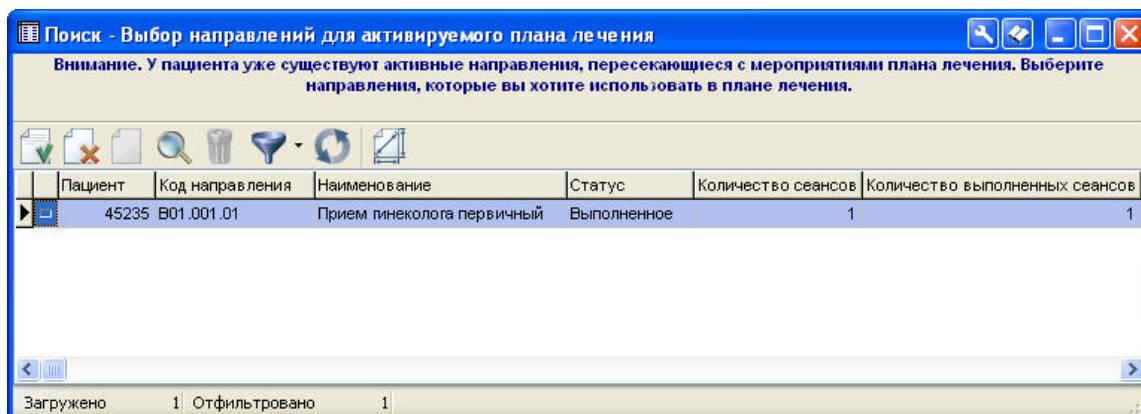 Поиск - Выбор направлений для активируемого плана лечения
Внимание. У пациента уже существуют активные направления, пересекающиеся с мероприятиями плана лечения. Выберите
направления, которые вы хотите использовать в плане лечения.
Пациент Код направления Наименование Статус Количество сеансов Количество выполненных сеансов
45235 B01.001.01 Прием гинеколога первичный Выполненное 1 1
Загружено 1 Отфильтровано 1